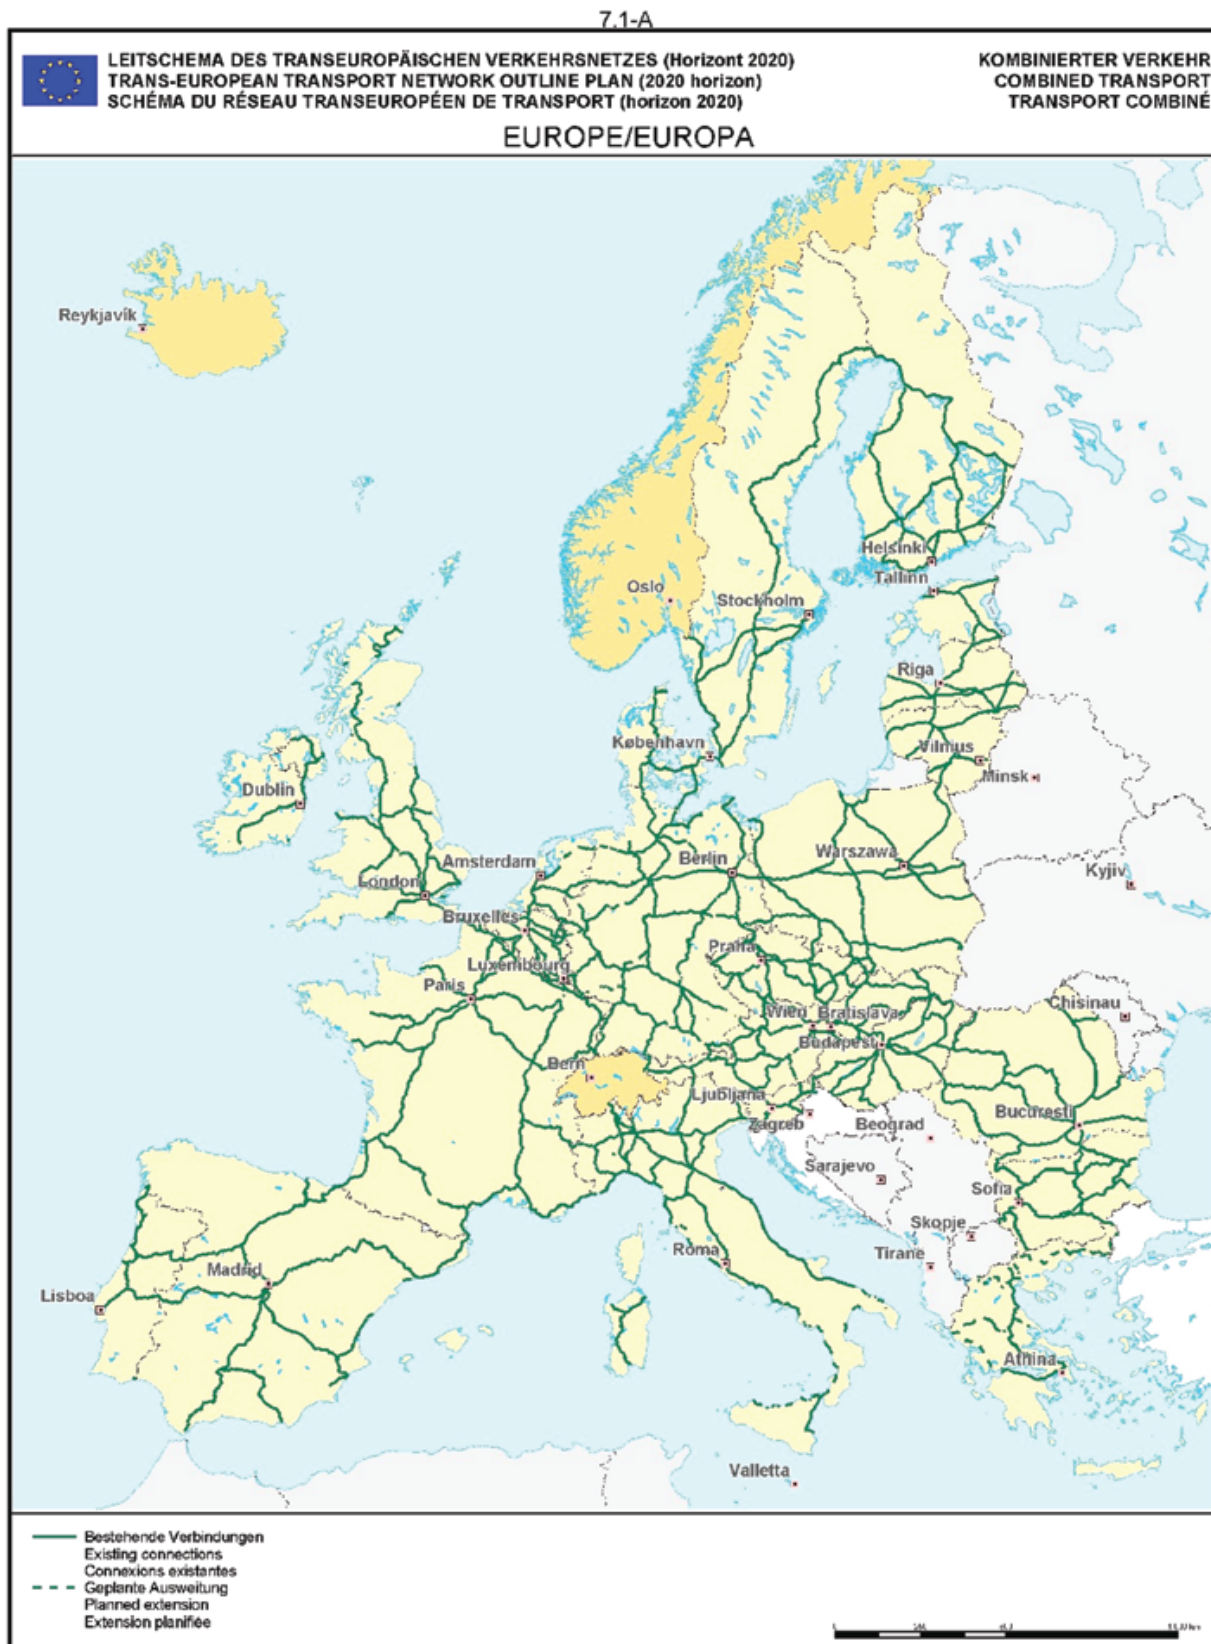 7.1-A
LEITSCHEMA DES TRANSEUROPÄISCHEN VERKEHRSNETZES (Horizont 2020)
TRANS-EUROPEAN TRANSPORT NETWORK OUTLINE PLAN (2020 horizon)
SCHÉMA DU RÉSEAU TRANSEUROPÉEN DE TRANSPORT (horizon 2020)
KOMBINIERTER VERKEHR
COMBINED TRANSPORT
TRANSPORT COMBINÉ
EUROPE/EUROPA
Reykjavik
Helsinki
Tallinn
Oslo
Stockholm
Riga
København
Vilnius
Minsk
Dublin
Warszawa
Berlin
Amsterdam
Kyjiv
London
Bruxelles
Praha
Luxembourg
Paris
Chisinau
Wien
Bratislava
Budapest
Bern
Ljubljana
Bucuresti
Zagreb
Beograd
Sarajevo
Sofia
Skopje
Roma
Tirane
Madrid
Lisboa
Athina
Valletta
Bestehende Verbindungen
Existing connections
Connexions existantes
Geplante Ausweitung
Planned extension
Extension planifiée